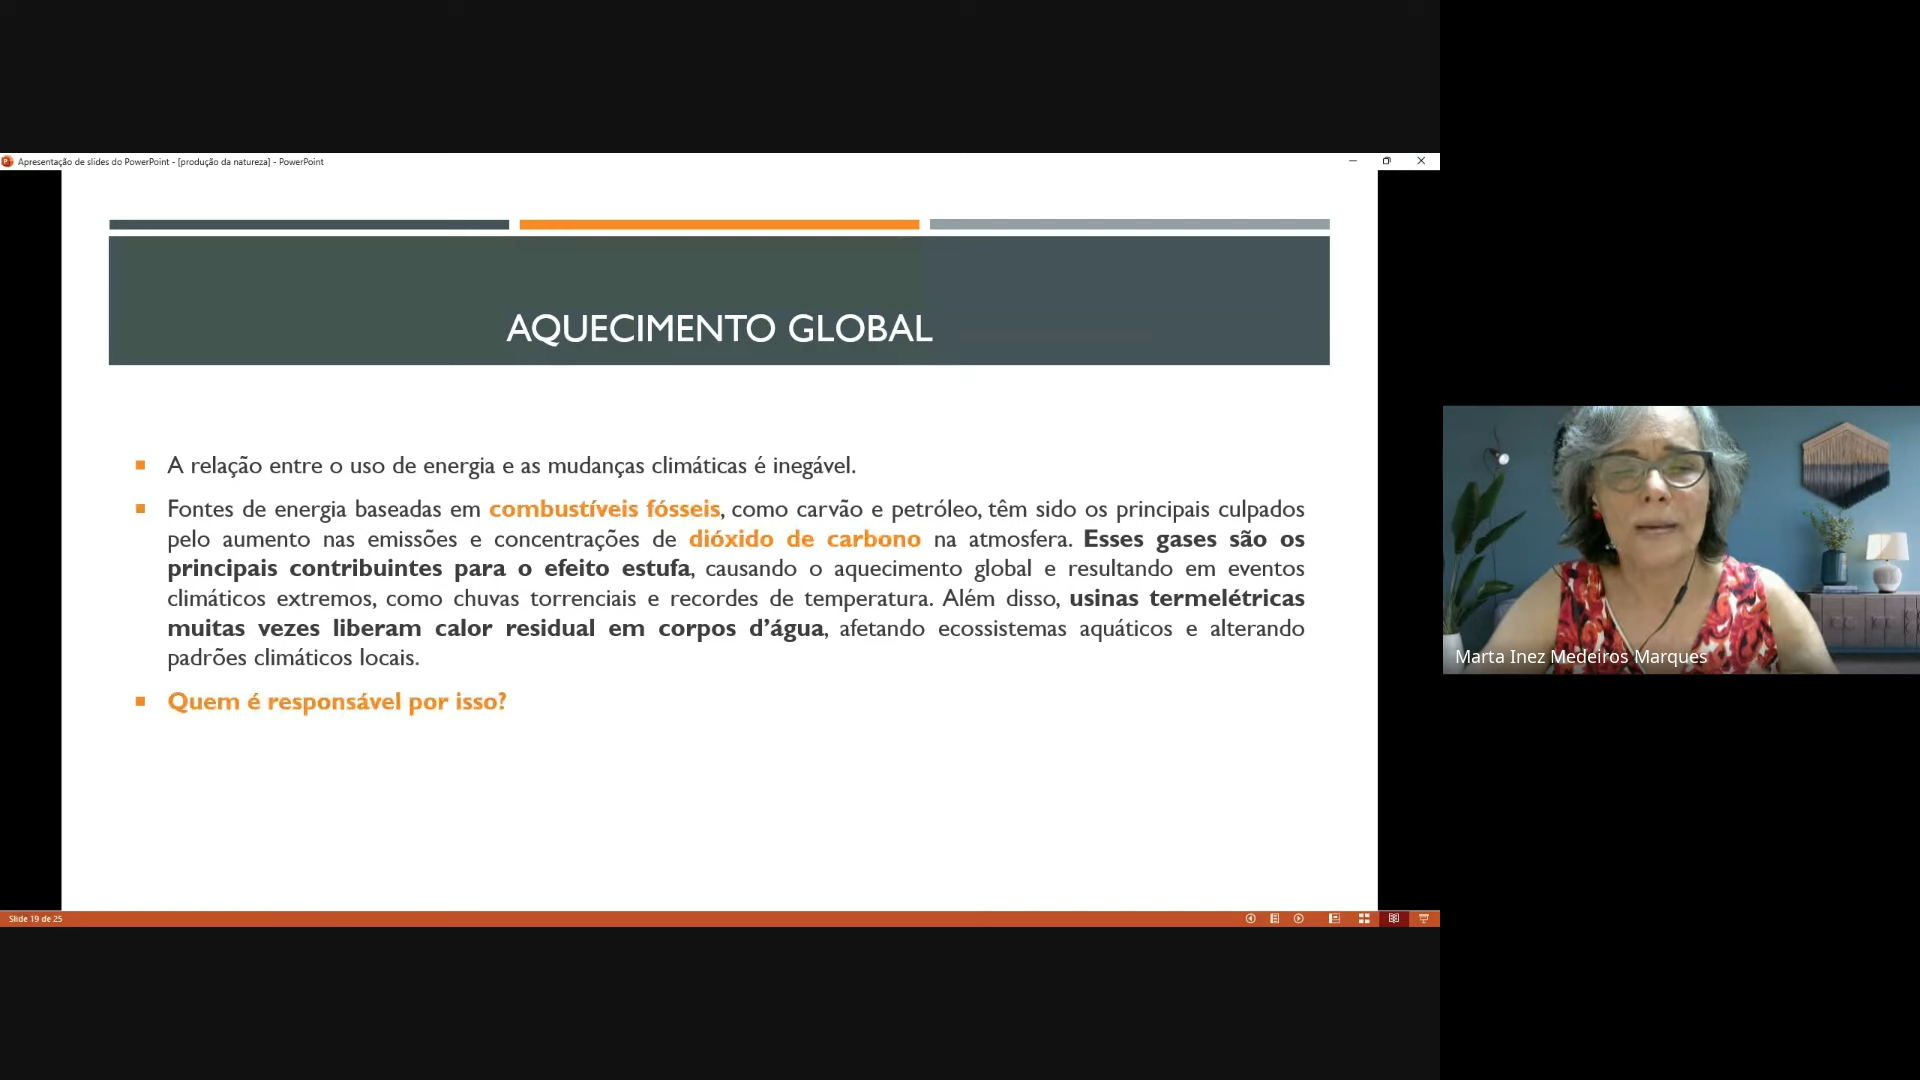 Apresentação de slides do PowerPoint - [produção da natureza] - PowerPoint
AQUECIMENTO GLOBAL
A relação entre o uso de energia e as mudanças climáticas é inegável.
Fontes de energia baseadas em combustíveis fósseis, como carvão e petróleo, têm sido os principais culpados
pelo aumento nas emissões e concentrações de dióxido de carbono na atmosfera. Esses gases são os
principais contribuintes para o efeito estufa, causando o aquecimento global e resultando em eventos
climáticos extremos, como chuvas torrenciais e recordes de temperatura. Além disso, usinas termelétricas
muitas vezes liberam calor residual em corpos d’água, afetando ecossistemas aquáticos e alterando
padrões climáticos locais.
Quem é responsável por isso?
Marta Inez Medeiros Marques
Slide 19 de 25